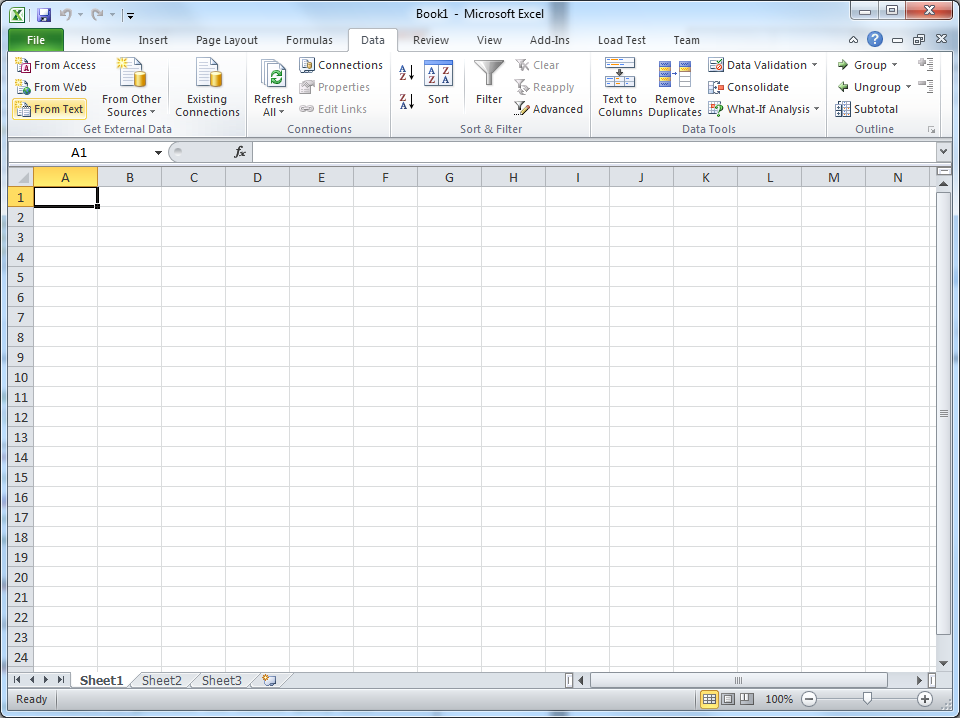 Book1 - Microsoft Excel
File Home Insert Page Layout Formulas Data Review View Add-Ins Load Test Team
From Access
From Web
From Text
From Other
Sources
Existing
Connections
Get External Data
Refresh
All
Connections
Properties
Edit Links
Connections
Sort
Filter
Clear
Reapply
Advanced
Sort & Filter
Text to
Columns
Remove
Duplicates
Data Validation
Consolidate
What-If Analysis
Data Tools
Group
Ungroup
Subtotal
Outline
A1 fx
A B C D E F G H I J K L M N
1
2
3
4
5
6
7
8
9
10
11
12
13
14
15
16
17
18
19
20
21
22
23
24
Sheet1 Sheet2 Sheet3
Ready 100%